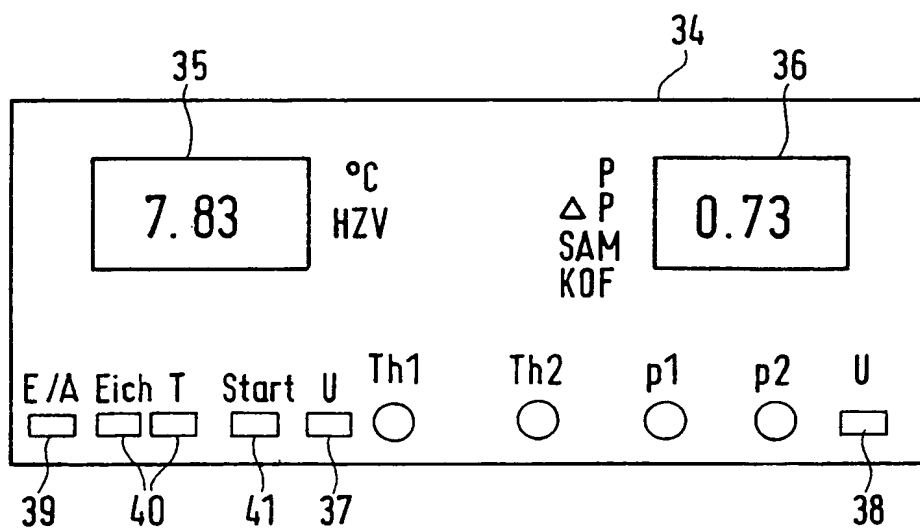 34
35
36
7.83
°C
HZV
P
△ P
SAM
KOF
0.73
E/A Eich T Start U Th1 Th2 p1 p2 U
39 40 41 37 38